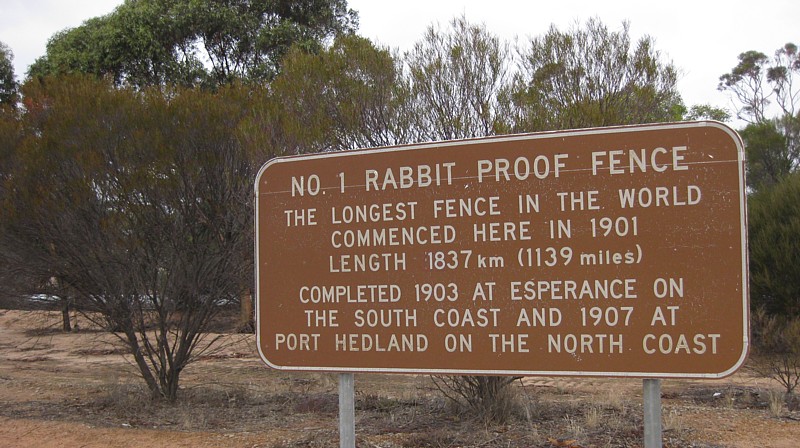 NO. 1 RABBIT PROOF FENCE
THE LONGEST FENCE IN THE WORLD
COMMENCED HERE IN 1901
LENGTH 1837 km (1139 miles)
COMPLETED 1903 AT ESPERANCE ON
THE SOUTH COAST AND 1907 AT
PORT HEDLAND ON THE NORTH COAST